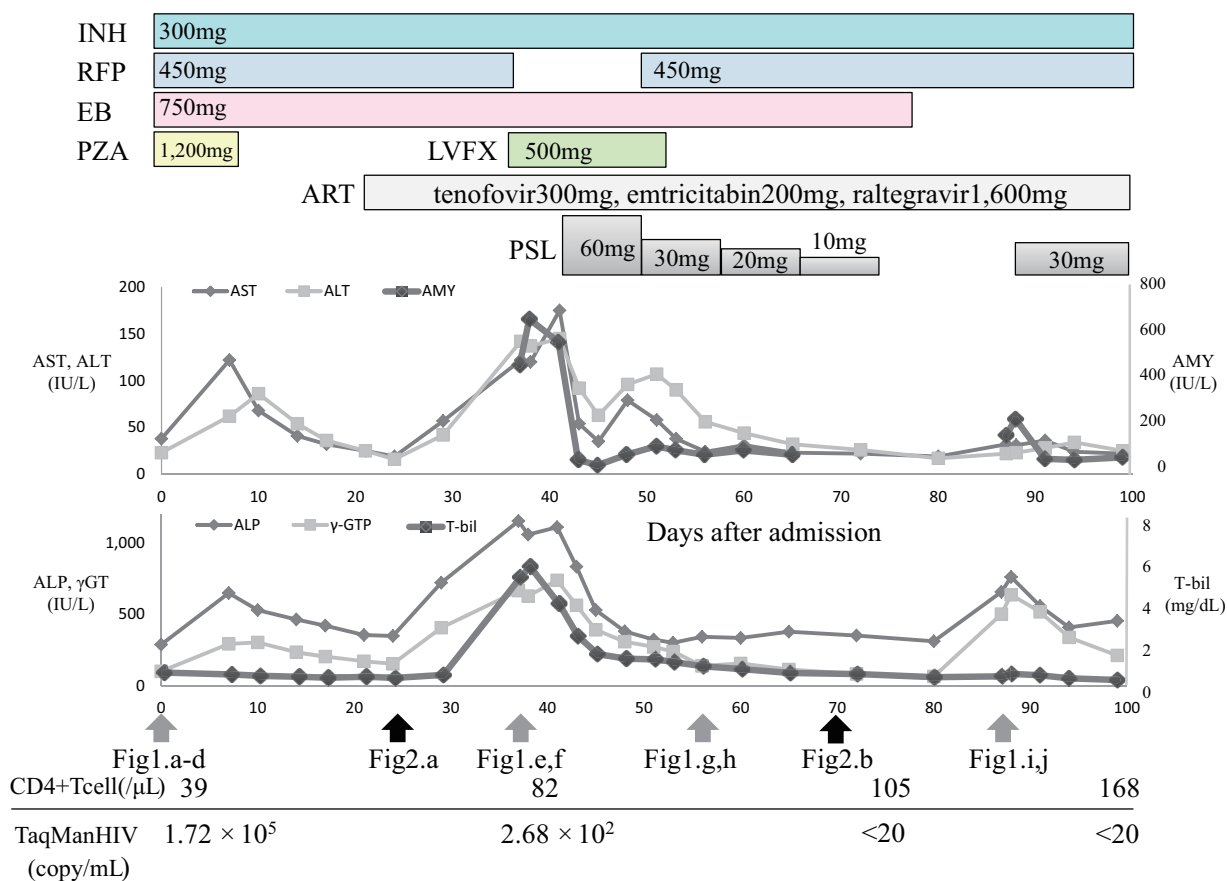 INH 300mg
RFP 450mg 450mg
EB 750mg
PZA 1,200mg LVFX 500mg
ART tenofovir300mg, emtricitabin200mg, raltegravir1,600mg
PSL 60mg 30mg 20mg 10mg 30mg
AST ALT AMY
200
150
100
50
0
AST, ALT
(IU/L)
800
600
400
200
0
AMY
(IU/L)
0 10 20 30 40 50 60 70 80 90 100
Days after admission
ALP γ-GTP T-bil
1,000
500
0
ALP, γGT
(IU/L)
8
6
4
2
0
T-bil
(mg/dL)
0 10 20 30 40 50 60 70 80 90 100
Fig1.a-d Fig2.a Fig1.e,f Fig1.g,h Fig2.b Fig1.i,j
CD4+Tcell(/μL) 39 82 105 168
TaqManHIV 1.72 × 10⁵ 2.68 × 10² <20 <20
(copy/mL)